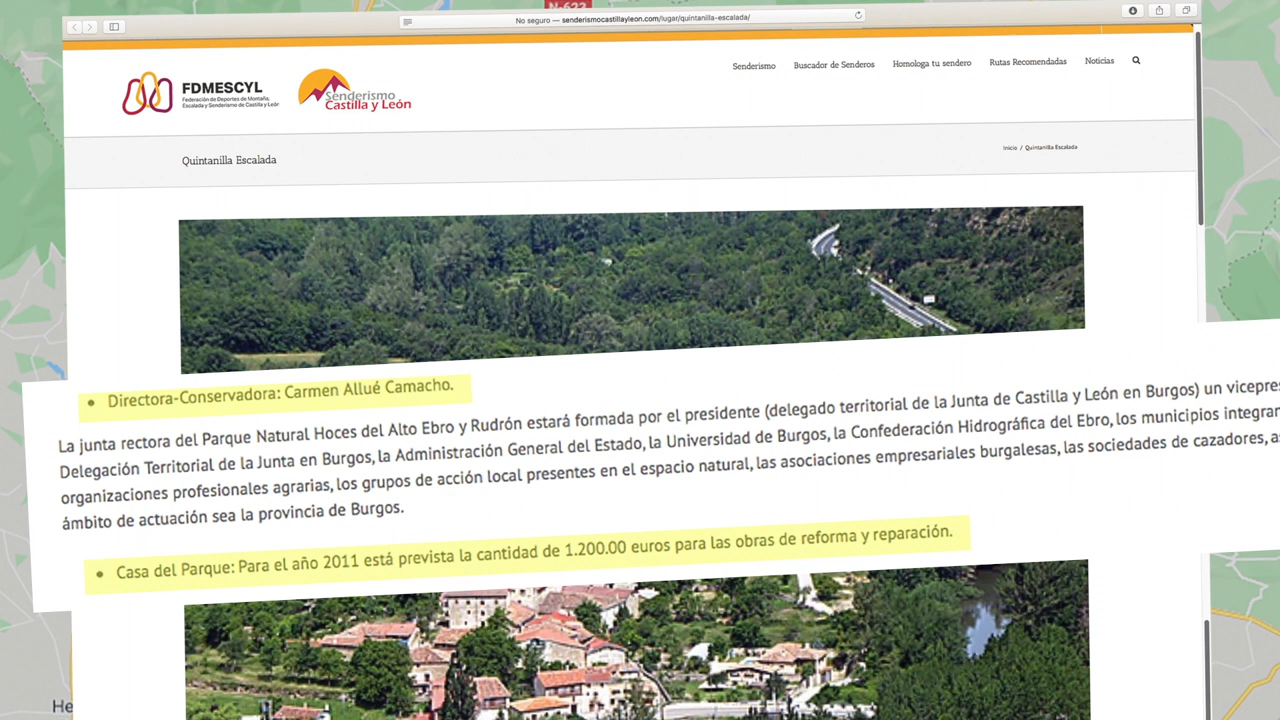 N-623
No seguro — senderismocastillayleon.com/lugar/quintanilla-escalada/
FDMESCYL
Federación de Deportes de Montaña,
Escalada y Senderismo de Castilla y León
Senderismo
Castilla y León
Senderismo Buscador de Senderos Homologa tu sendero Rutas Recomendadas Noticias
Quintanilla Escalada
Inicio / Quintanilla Escalada
• Directora-Conservadora: Carmen Allué Camacho.
La junta rectora del Parque Natural Hoces del Alto Ebro y Rudrón estará formada por el presidente (delegado territorial de la Junta de Castilla y León en Burgos) un vicepres
Delegación Territorial de la Junta en Burgos, la Administración General del Estado, la Universidad de Burgos, la Confederación Hidrográfica del Ebro, los municipios integran
organizaciones profesionales agrarias, los grupos de acción local presentes en el espacio natural, las asociaciones empresariales burgalesas, las sociedades de cazadores, as
ámbito de actuación sea la provincia de Burgos.
• Casa del Parque: Para el año 2011 está prevista la cantidad de 1.200.00 euros para las obras de reforma y reparación.
He